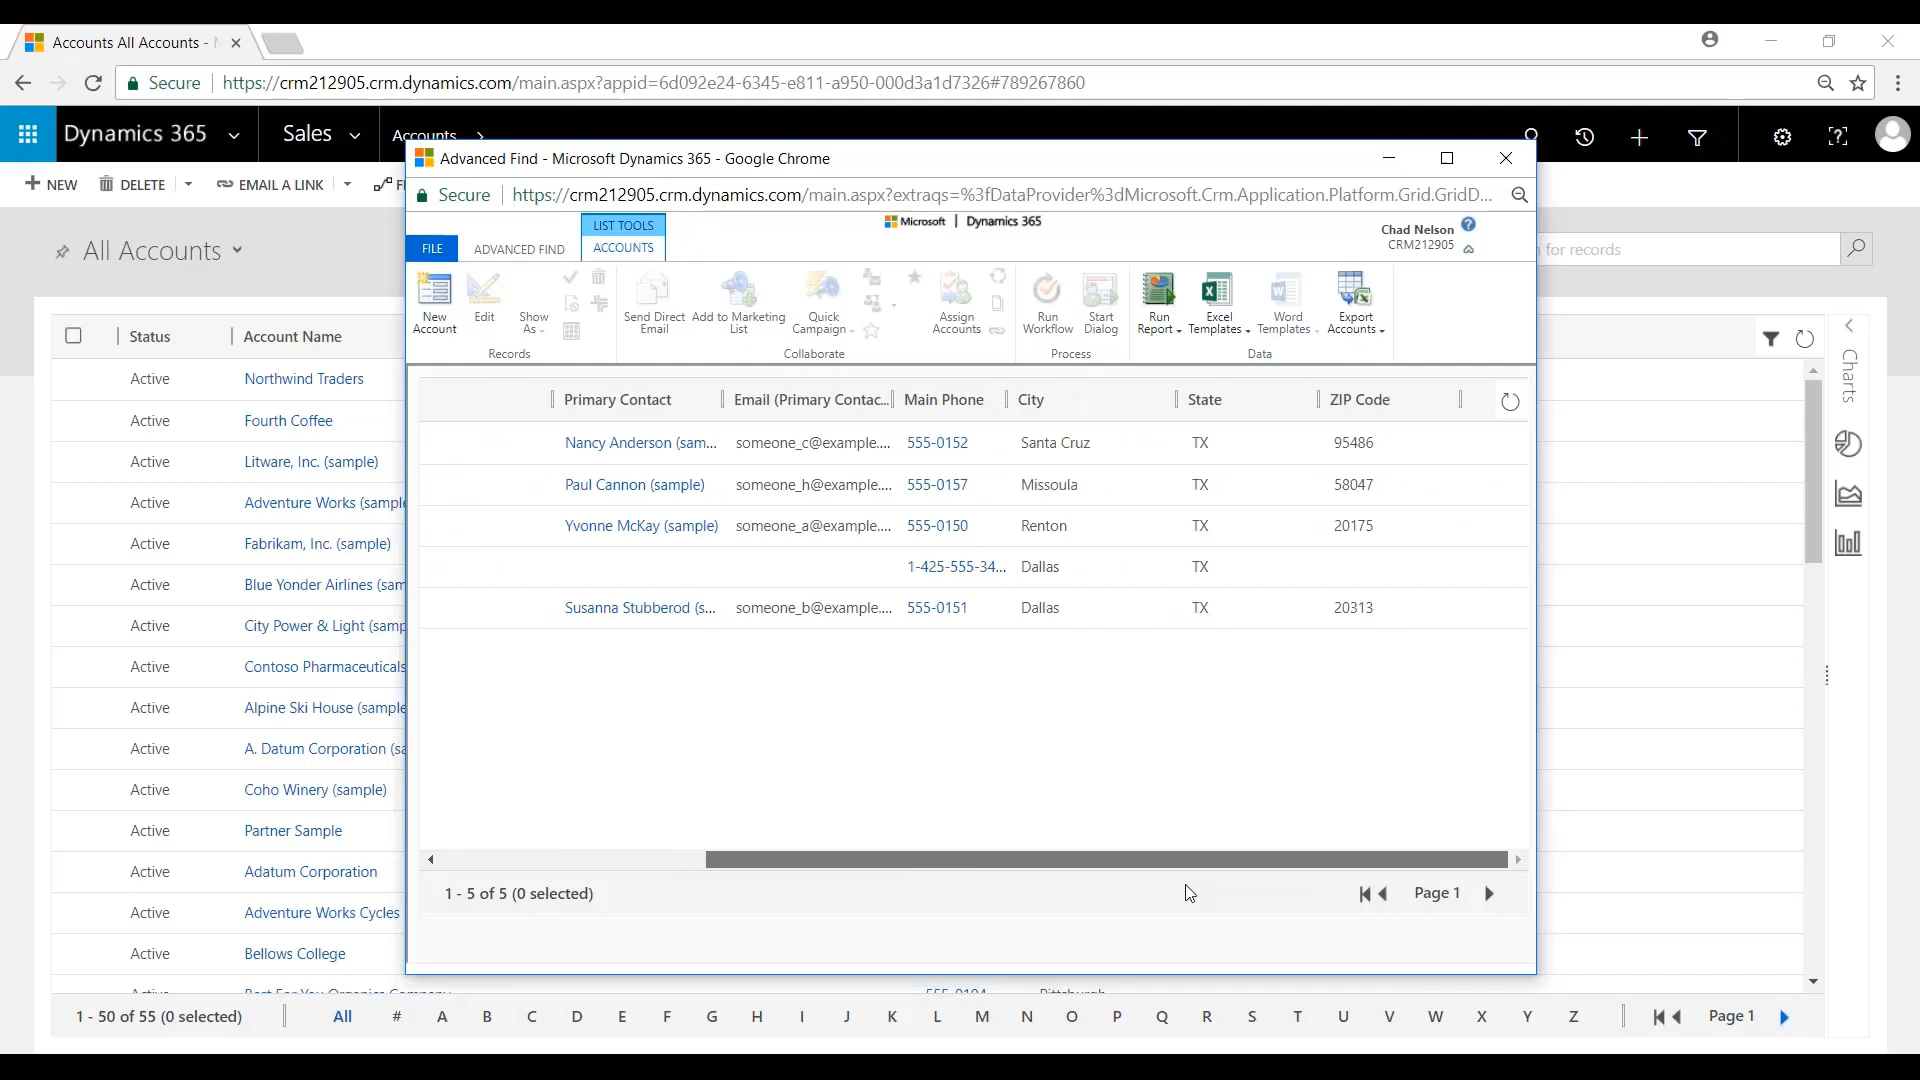 Accounts All Accounts -
Secure | https://crm212905.crm.dynamics.com/main.aspx?appid=6d092e24-6345-e811-a950-000d3a1d7326#789267860
Dynamics 365 Sales Accounts
NEW DELETE EMAIL A LINK
All Accounts
for records
Status Account Name
Active Northwind Traders
Active Fourth Coffee
Active Litware, Inc. (sample)
Active Adventure Works (sample
Active Fabrikam, Inc. (sample)
Active Blue Yonder Airlines (sam
Active City Power & Light (samp
Active Contoso Pharmaceuticals
Active Alpine Ski House (sample
Active A. Datum Corporation (sa
Active Coho Winery (sample)
Active Partner Sample
Active Adatum Corporation
Active Adventure Works Cycles
Active Bellows College
Charts
1 - 50 of 55 (0 selected) All # A B C D E F G H I J K L M N O P Q R S T U V W X Y Z Page 1
Advanced Find - Microsoft Dynamics 365 - Google Chrome
Secure | https://crm212905.crm.dynamics.com/main.aspx?extraqs=%3fDataProvider%3dMicrosoft.Crm.Application.Platform.Grid.GridD...
Microsoft | Dynamics 365
Chad Nelson
CRM212905
LIST TOOLS
FILE ADVANCED FIND ACCOUNTS
New Account Edit Show As Send Direct Email Add to Marketing List Quick Campaign Assign Accounts Run Workflow Start Dialog Run Report Excel Templates Word Templates Export Accounts
Records Collaborate Process Data
Primary Contact Email (Primary Contac... Main Phone City State ZIP Code
Nancy Anderson (sam... someone_c@example.... 555-0152 Santa Cruz TX 95486
Paul Cannon (sample) someone_h@example.... 555-0157 Missoula TX 58047
Yvonne McKay (sample) someone_a@example.... 555-0150 Renton TX 20175
1-425-555-34... Dallas TX
Susanna Stubberod (s... someone_b@example.... 555-0151 Dallas TX 20313
1 - 5 of 5 (0 selected) Page 1